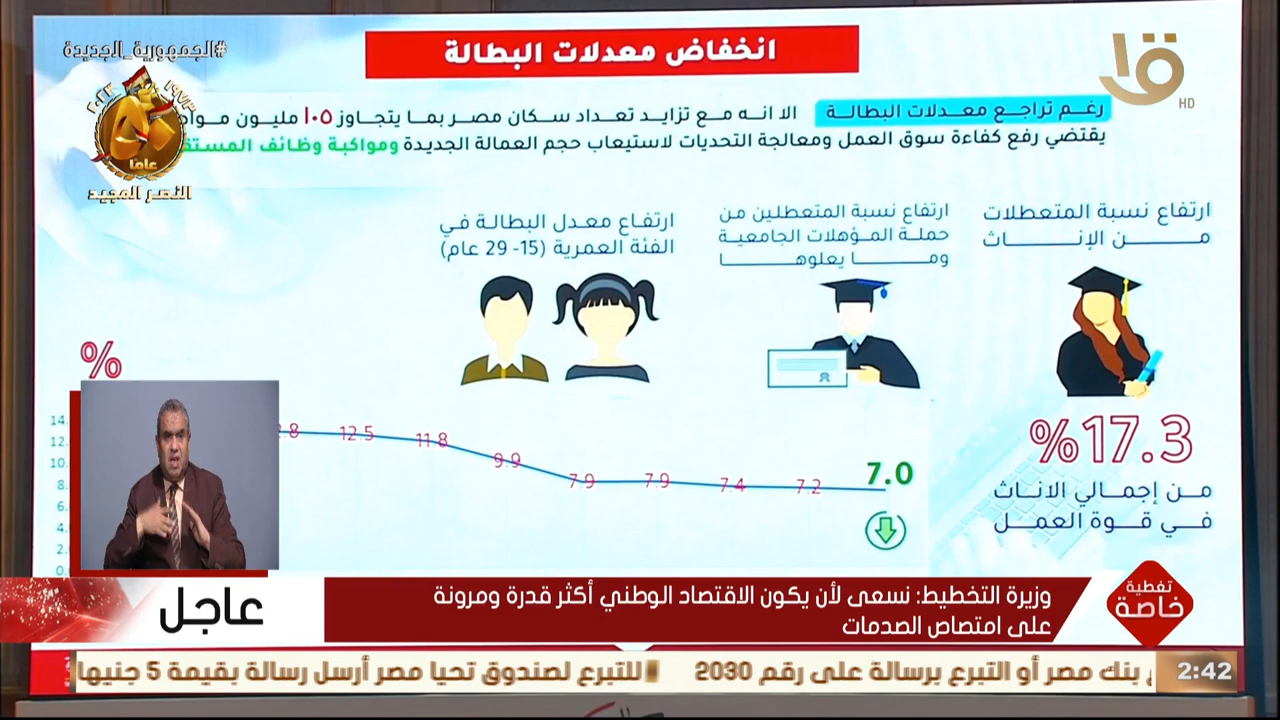 #الجمهورية_الجديدة
انخفاض معدلات البطالة
HD
١٩٧٣
٢٠٢٣
عاما
النصر المجيد
رغم تراجع معدلات البطالة الا انه مع تزايد تعداد سكان مصر بما يتجاوز ١٠٥ مليون
يقتضي رفع كفاءة سوق العمل ومعالجة التحديات لاستيعاب حجم العمالة الجديدة ومواكبة وظائف
ارتفاع نسبة المتعطلات
من الإناث
ارتفاع نسبة المتعطلين من
حملة المؤهلات الجامعية
وما يعلوها
ارتفاع معدل البطالة في
الفئة العمرية (15- 29 عام)
%
14.
12.
10.
8.
6.
4.
2.
0.
12.5
11.8
9.9
7.9
7.9
7.4
7.2
7.0
%17.3
من إجمالي الاناث
في قوة العمل
تغطية
خاصة
وزيرة التخطيط: نسعى لأن يكون الاقتصاد الوطني أكثر قدرة ومرونة
على امتصاص الصدمات
عاجل
2:42
بنك مصر أو التبرع برسالة على رقم 2030 للتبرع لصندوق تحيا مصر أرسل رسالة بقيمة 5 جنيها